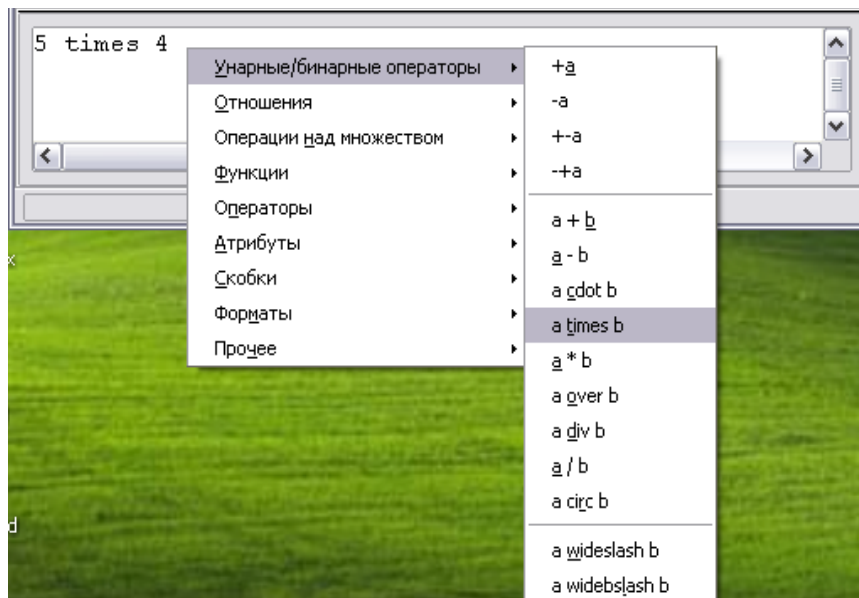 5 times 4
Унарные/бинарные операторы
Отношения
Операции над множеством
Функции
Операторы
Атрибуты
Скобки
Форматы
Прочее
+a
-a
+-a
-+a
a + b
a - b
a cdot b
a times b
a * b
a over b
a div b
a / b
a circ b
a wideslash b
a widebslash b
x
d